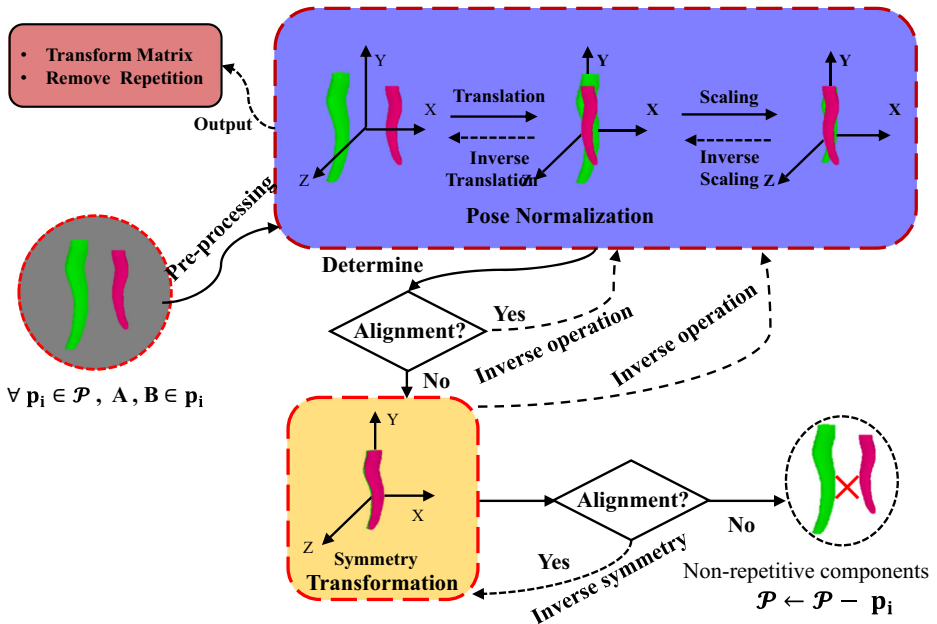 • Transform Matrix
• Remove Repetition
Output
Y
X
Z
Translation
Inverse
Translation
Y
X
Z
Scaling
Inverse
Scaling
Y
X
Z
Pose Normalization
Pre-processing
∀ pᵢ ∈ 𝓟 , A , B ∈ pᵢ
Determine
Alignment?
Yes
Inverse operation
Inverse operation
No
Y
X
Z
Symmetry
Transformation
Alignment?
No
Yes
Inverse symmetry
Non-repetitive components
𝓟 ← 𝓟 − pᵢ